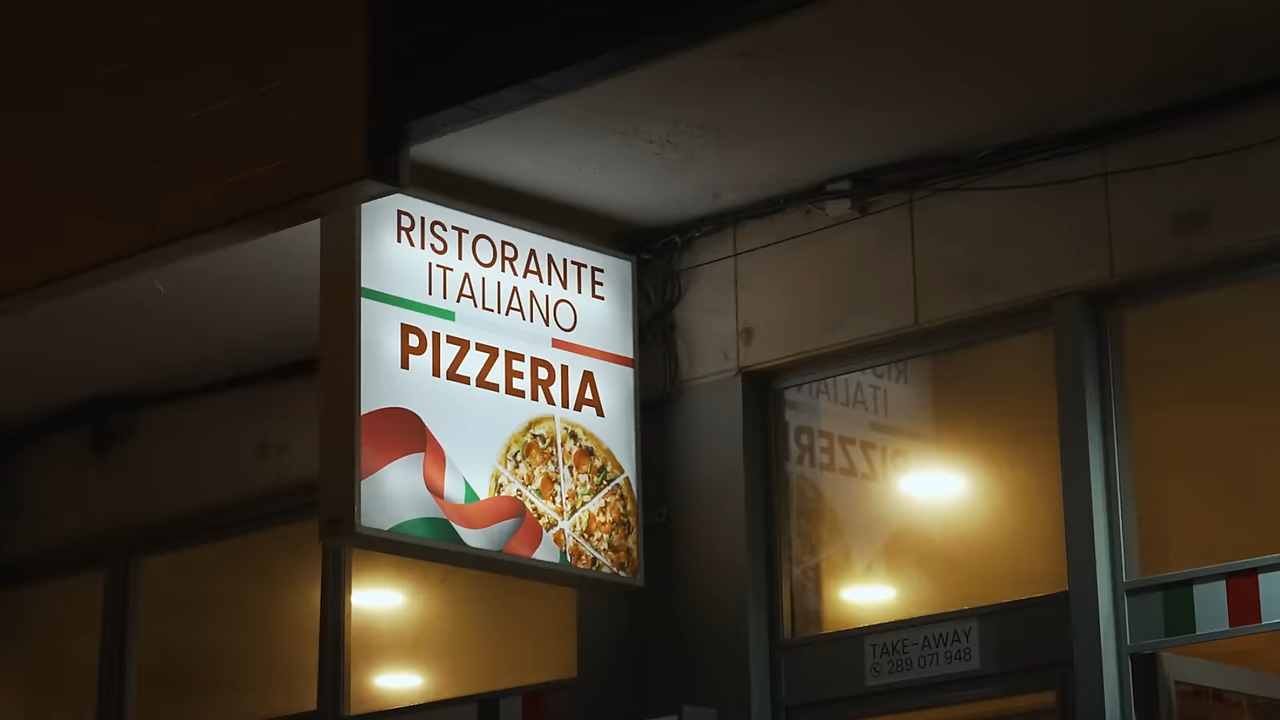 RISTORANTE
ITALIANO
PIZZERIA
TAKE-AWAY
289 071 948